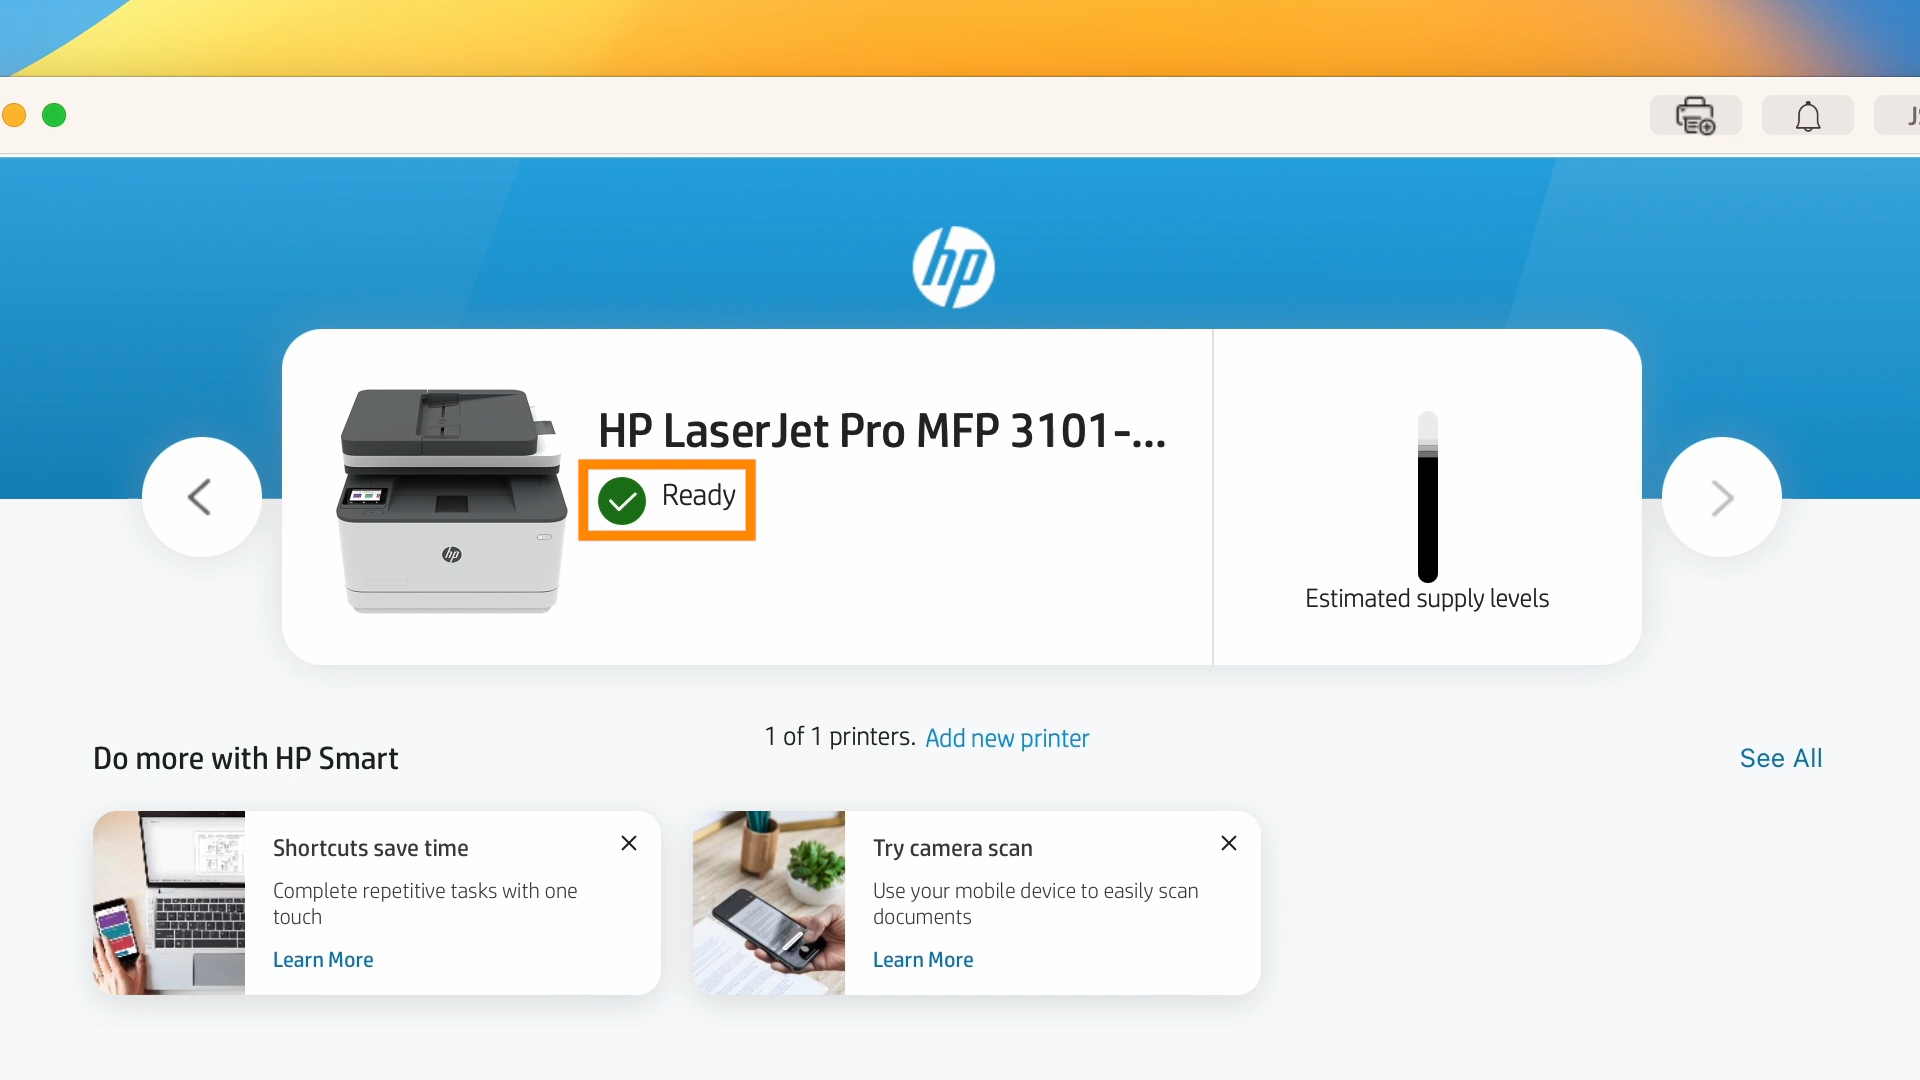 hp
HP LaserJet Pro MFP 3101-...
Ready
hp
Estimated supply levels
1 of 1 printers. Add new printer
Do more with HP Smart
See All
Shortcuts save time
Complete repetitive tasks with one
touch
Learn More
Try camera scan
Use your mobile device to easily scan
documents
Learn More